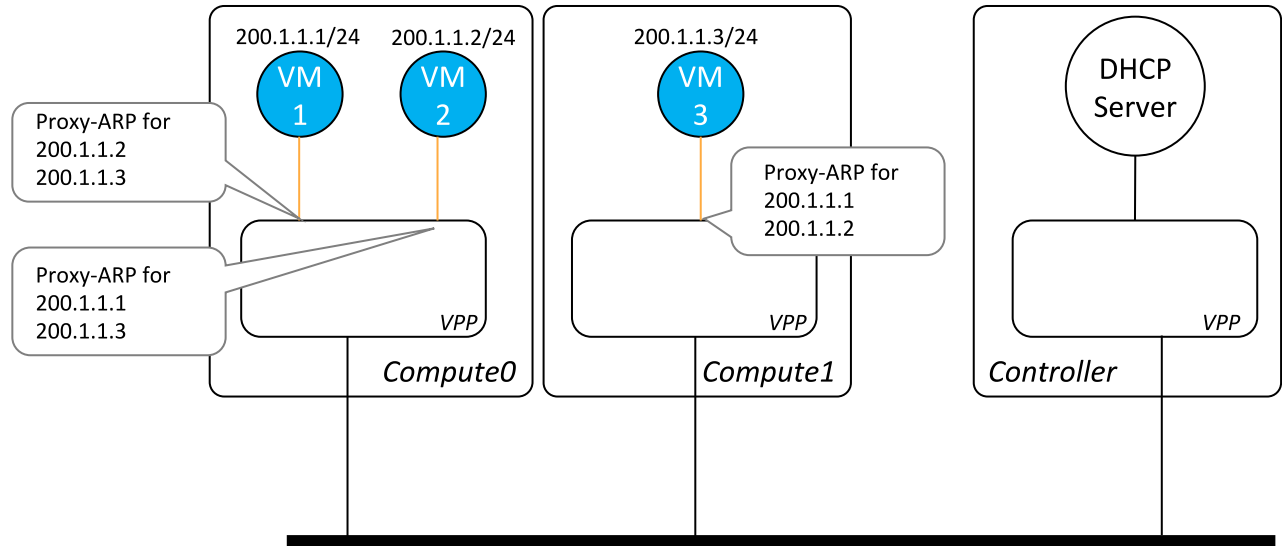 200.1.1.1/24
200.1.1.2/24
VM
1
VM
2
Proxy-ARP for
200.1.1.2
200.1.1.3
Proxy-ARP for
200.1.1.1
200.1.1.3
VPP
Compute0
200.1.1.3/24
VM
3
Proxy-ARP for
200.1.1.1
200.1.1.2
VPP
Compute1
DHCP
Server
VPP
Controller